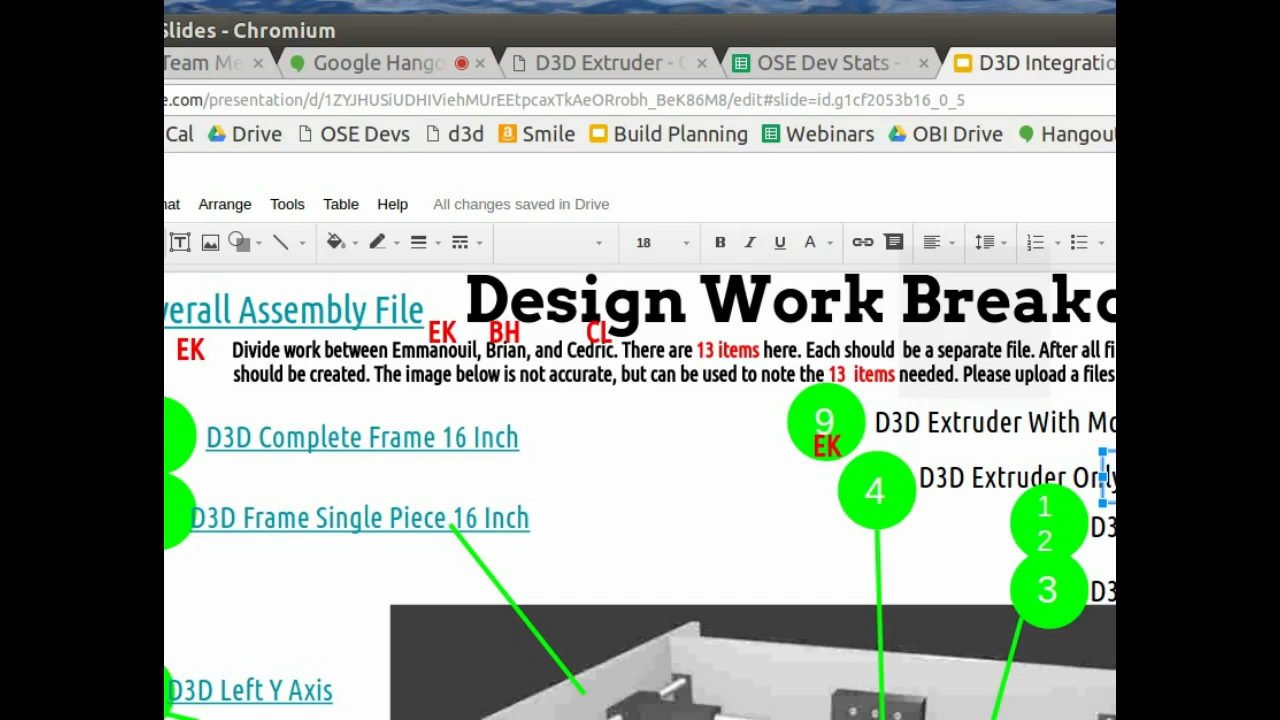 Slides - Chromium
Team Me
Google Hango
D3D Extruder - G
OSE Dev Stats -
D3D Integratio
e.com/presentation/d/1ZYJHUSiUDHIViehMUrEEtpcaxTkAeORrobh_BeK86M8/edit#slide=id.g1cf2053b16_0_5
Cal Drive OSE Devs d3d Smile Build Planning Webinars OBI Drive Hangout
nat Arrange Tools Table Help All changes saved in Drive
18 B I U A
verall Assembly File
Design Work Breakd
EK BH CL
EK
Divide work between Emmanouil, Brian, and Cedric. There are 13 items here. Each should be a separate file. After all fi
should be created. The image below is not accurate, but can be used to note the 13 items needed. Please upload a files
9 D3D Extruder With Mo
EK
D3D Complete Frame 16 Inch
4 D3D Extruder Only
1
2
D3
D3D Frame Single Piece 16 Inch
3 D3
D3D Left Y Axis